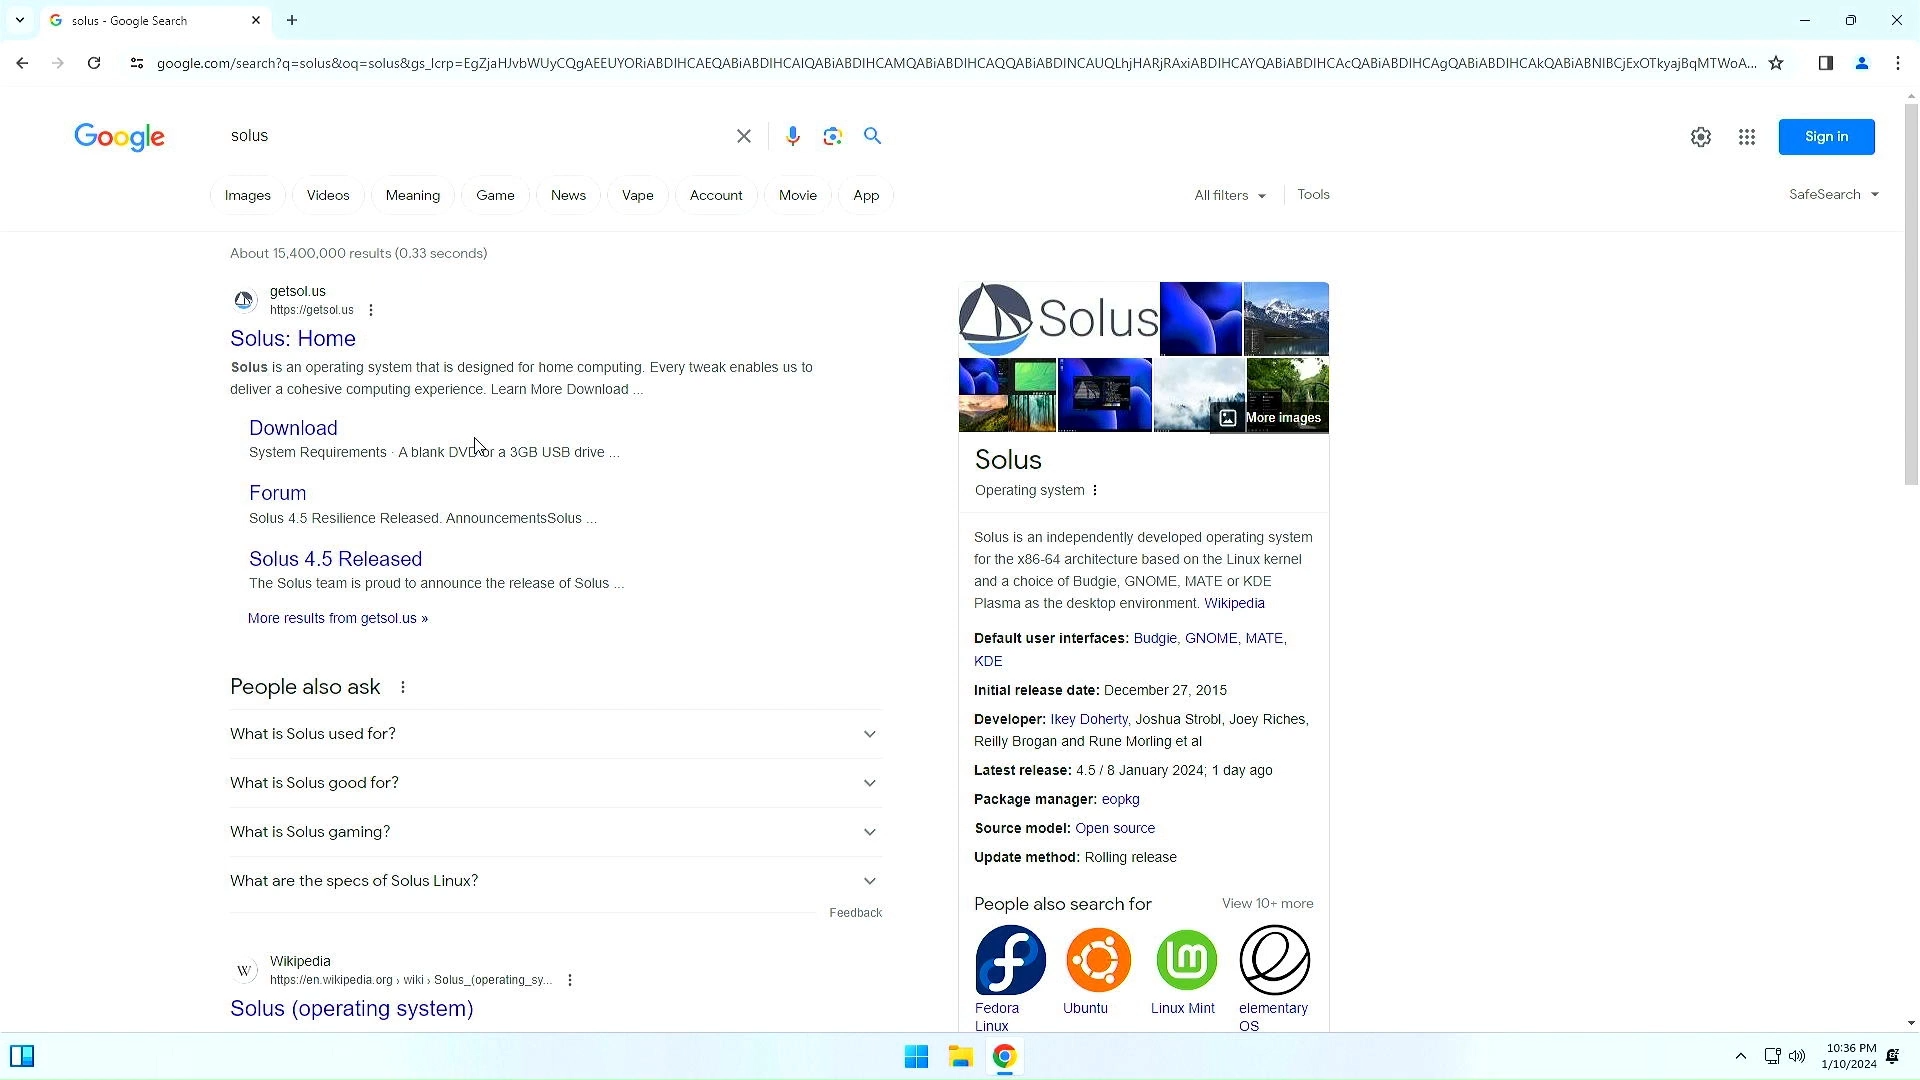 solus - Google Search
google.com/search?q=solus&oq=solus&gs_lcrp=EgZjaHJvbWUyCQgAEEUYORiABDIHCAEQABiABDIHCAIQABiABDIHCAMQABiABDIHCAQQABiABDINCAUQLhjHARjRAxiABDIHCAYQABiABDIHCAcQABiABDIHCAgQABiABDIHCAkQABiABNIBCjExOTkyajBqMTWoA...
Google
solus
Sign in
Images
Videos
Meaning
Game
News
Vape
Account
Movie
App
All filters
Tools
SafeSearch
About 15,400,000 results (0.33 seconds)
getsol.us
https://getsol.us
Solus: Home
Solus is an operating system that is designed for home computing. Every tweak enables us to
deliver a cohesive computing experience. Learn More Download ...
Download
System Requirements · A blank DVD or a 3GB USB drive ...
Forum
Solus 4.5 Resilience Released. AnnouncementsSolus ...
Solus 4.5 Released
The Solus team is proud to announce the release of Solus ...
More results from getsol.us »
People also ask
What is Solus used for?
What is Solus good for?
What is Solus gaming?
What are the specs of Solus Linux?
Feedback
W
Wikipedia
https://en.wikipedia.org › wiki › Solus_(operating_sy...
Solus (operating system)
Solus
More images
Solus
Operating system
Solus is an independently developed operating system
for the x86-64 architecture based on the Linux kernel
and a choice of Budgie, GNOME, MATE or KDE
Plasma as the desktop environment. Wikipedia
Default user interfaces: Budgie, GNOME, MATE,
KDE
Initial release date: December 27, 2015
Developer: Ikey Doherty, Joshua Strobl, Joey Riches,
Reilly Brogan and Rune Morling et al
Latest release: 4.5 / 8 January 2024; 1 day ago
Package manager: eopkg
Source model: Open source
Update method: Rolling release
People also search for
View 10+ more
Fedora
Linux
Ubuntu
Linux Mint
elementary
OS
10:36 PM
1/10/2024